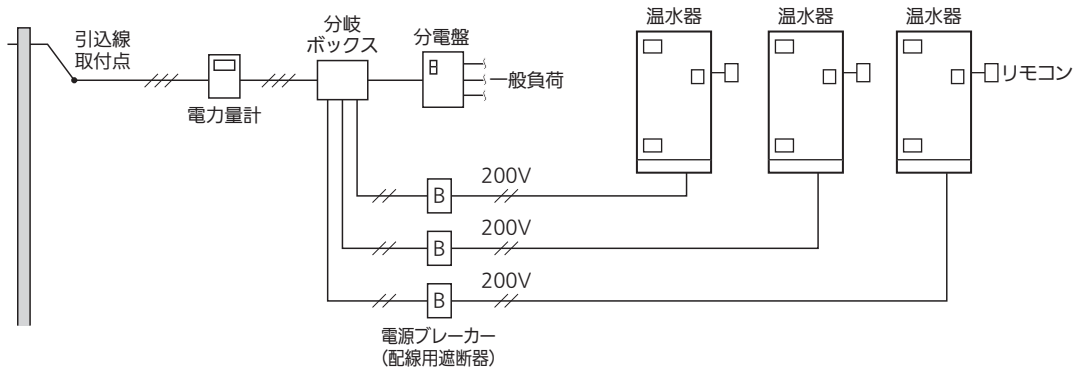 引込線
取付点
電力量計
分岐
ボックス
分電盤
一般負荷
温水器
温水器
温水器
リモコン
B
200V
B
200V
B
200V
電源ブレーカー
(配線用遮断器)